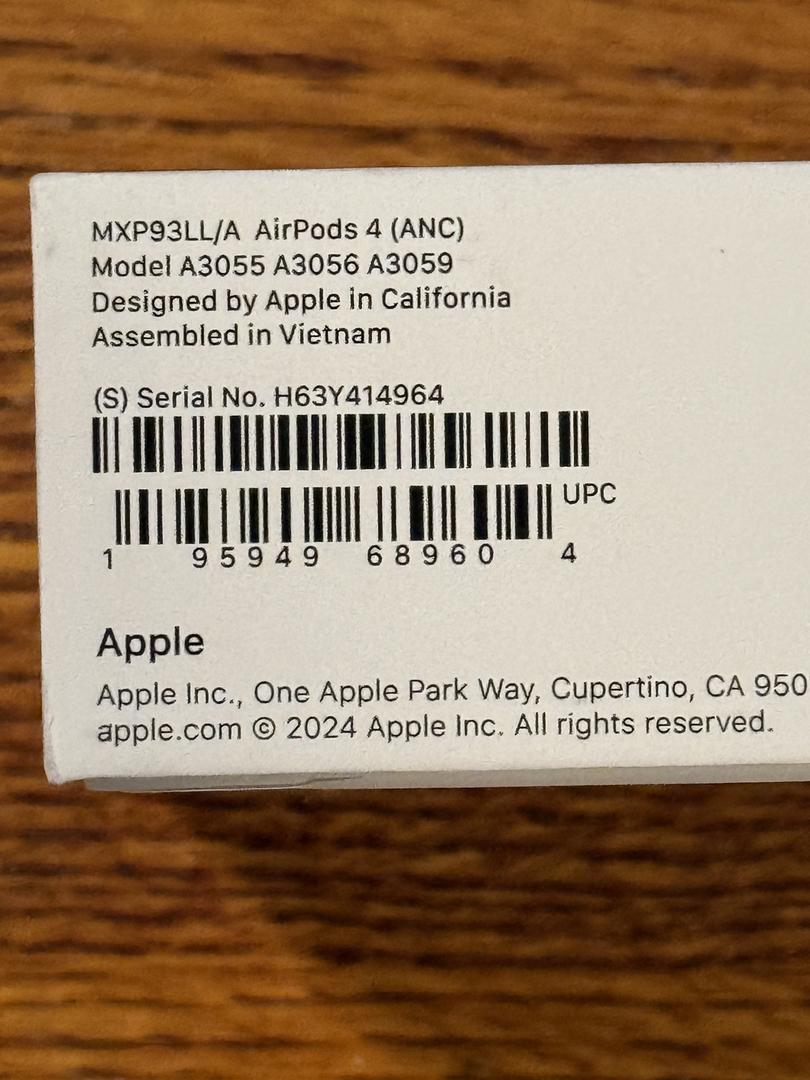 MXP93LL/A AirPods 4 (ANC)
Model A3055 A3056 A3059
Designed by Apple in California
Assembled in Vietnam
(S) Serial No. H63Y414964
UPC
1 95949 68960 4
Apple
Apple Inc., One Apple Park Way, Cupertino, CA 950
apple.com © 2024 Apple Inc. All rights reserved.